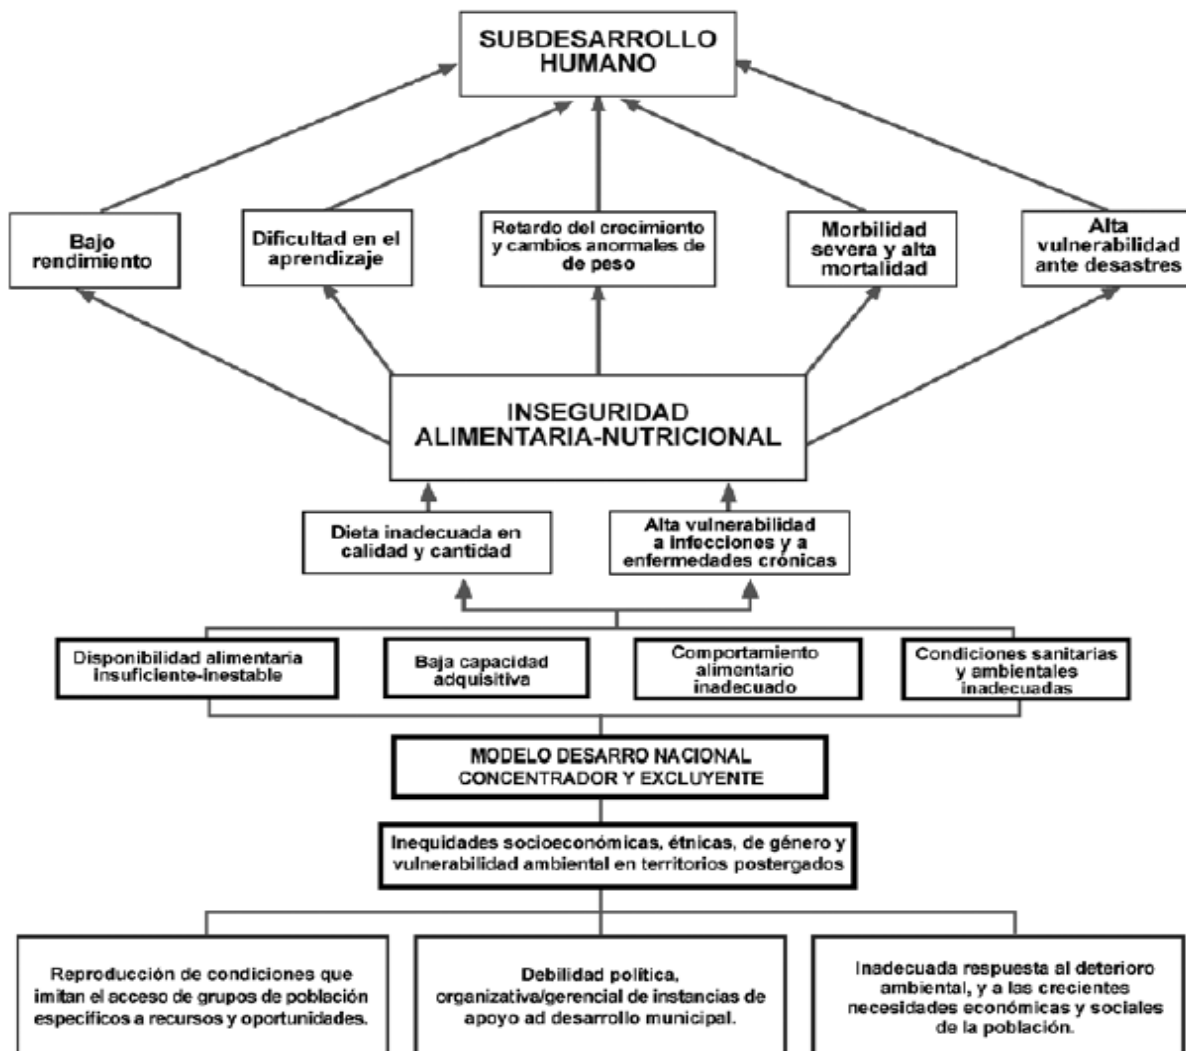 SUBDESARROLLO
HUMANO
Bajo
rendimiento
Dificultad en el
aprendizaje
Retardo del crecimiento
y cambios anormales de
de peso
Morbilidad
severa y alta
mortalidad
Alta
vulnerabilidad
ante desastres
INSEGURIDAD
ALIMENTARIA-NUTRICIONAL
Dieta inadecuada en
calidad y cantidad
Alta vulnerabilidad
a infecciones y a
enfermedades crónicas
Disponibilidad alimentaria
insuficiente-inestable
Baja capacidad
adquisitiva
Comportamiento
alimentario
inadecuado
Condiciones sanitarias
y ambientales
inadecuadas
MODELO DESARRO NACIONAL
CONCENTRADOR Y EXCLUYENTE
Inequidades socioeconómicas, étnicas, de género y
vulnerabilidad ambiental en territorios postergados
Reproducción de condiciones que
imitan el acceso de grupos de población
específicos a recursos y oportunidades.
Debilidad política,
organizativa/gerencial de instancias de
apoyo ad desarrollo municipal.
Inadecuada respuesta al deterioro
ambiental, y a las crecientes
necesidades económicas y sociales
de la población.